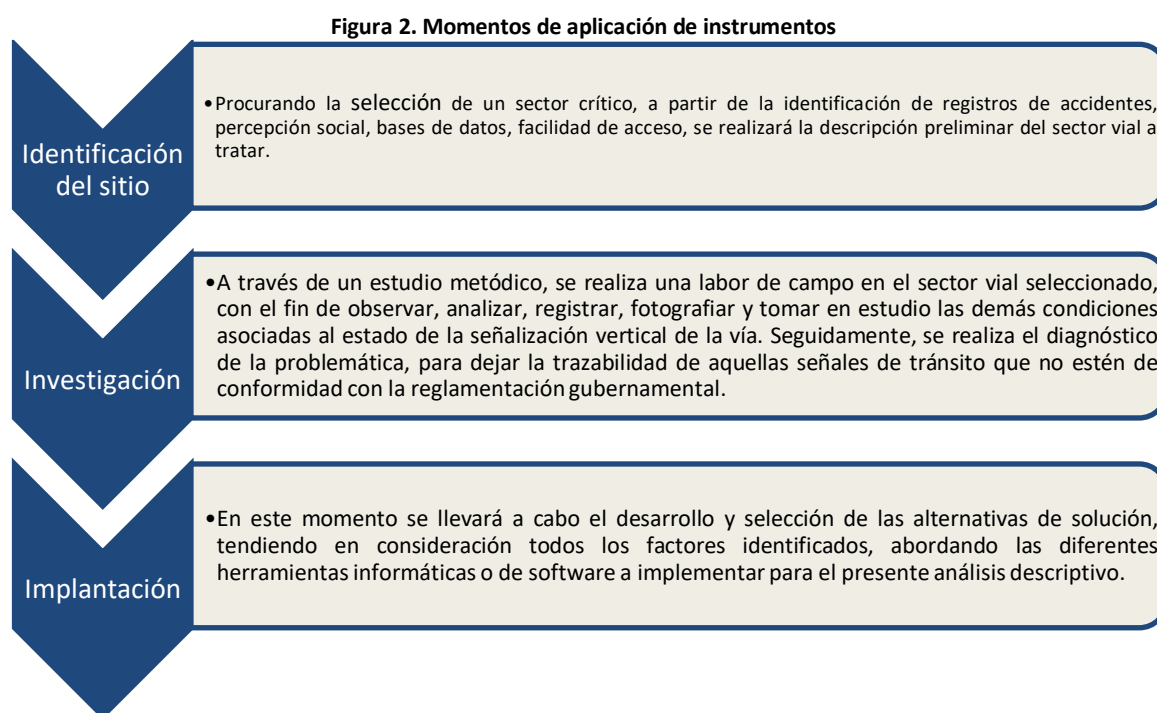 Figura 2. Momentos de aplicación de instrumentos
Identificación
del sitio
•Procurando la selección de un sector crítico, a partir de la identificación de registros de accidentes,
percepción social, bases de datos, facilidad de acceso, se realizará la descripción preliminar del sector vial a
tratar.
Investigación
•A través de un estudio metódico, se realiza una labor de campo en el sector vial seleccionado,
con el fin de observar, analizar, registrar, fotografiar y tomar en estudio las demás condiciones
asociadas al estado de la señalización vertical de la vía. Seguidamente, se realiza el diagnóstico
de la problemática, para dejar la trazabilidad de aquellas señales de tránsito que no estén de
conformidad con la reglamentación gubernamental.
Implantación
•En este momento se llevará a cabo el desarrollo y selección de las alternativas de solución,
tendiendo en consideración todos los factores identificados, abordando las diferentes
herramientas informáticas o de software a implementar para el presente análisis descriptivo.